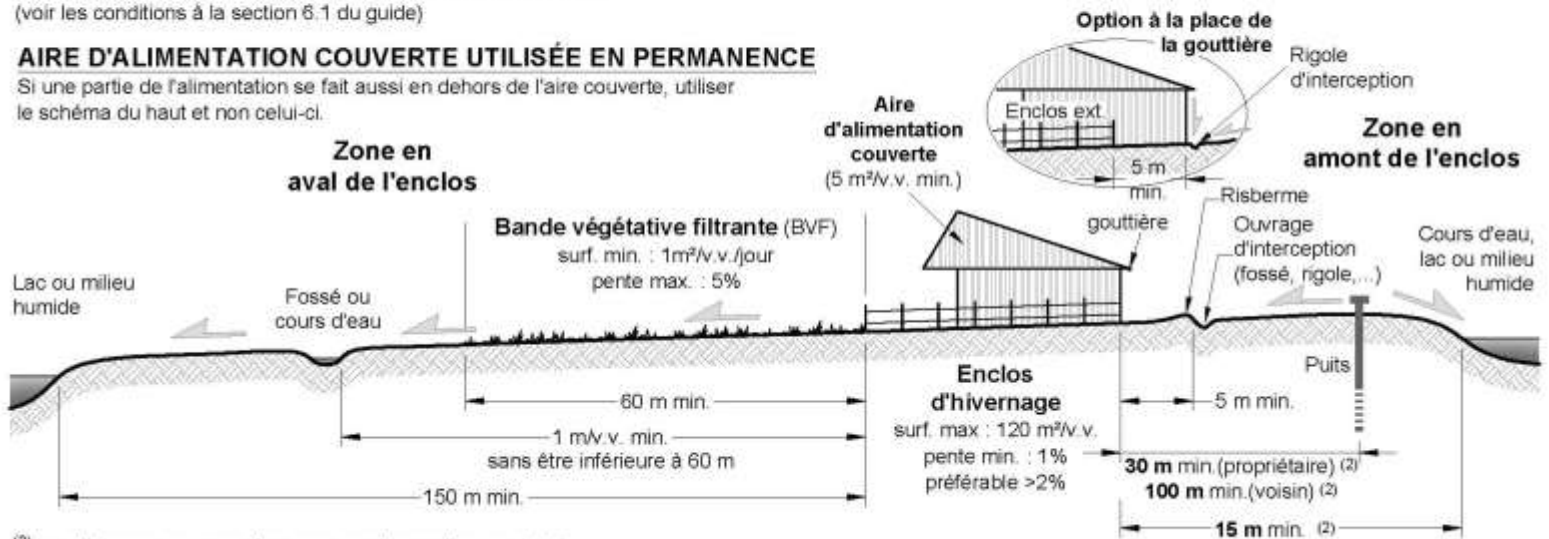 (voir les conditions à la section 6.1 du guide)
AIRE D'ALIMENTATION COUVERTE UTILISÉE EN PERMANENCE
Si une partie de l'alimentation se fait aussi en dehors de l'aire couverte, utiliser
le schéma du haut et non celui-ci.
Option à la place de
la gouttière
Rigole
d'interception
Enclos ext.
5 m
min.
Zone en
aval de l'enclos
Aire
d'alimentation
couverte
(5 m²/v.v. min.)
Zone en
amont de l'enclos
Bande végétative filtrante (BVF)
surf. min. : 1m²/v.v./jour
pente max. : 5%
gouttière
Risberme
Ouvrage
d'interception
(fossé, rigole,...)
Cours d'eau,
lac ou milieu
humide
Lac ou milieu
humide
Fossé ou
cours d'eau
Puits
60 m min.
1 m/v.v. min.
sans être inférieure à 60 m
150 m min.
Enclos
d'hivernage
surf. max : 120 m²/v.v.
pente min. : 1%
préférable >2%
5 m min.
30 m min.(propriétaire) (2)
100 m min.(voisin) (2)
15 m min. (2)
(2)